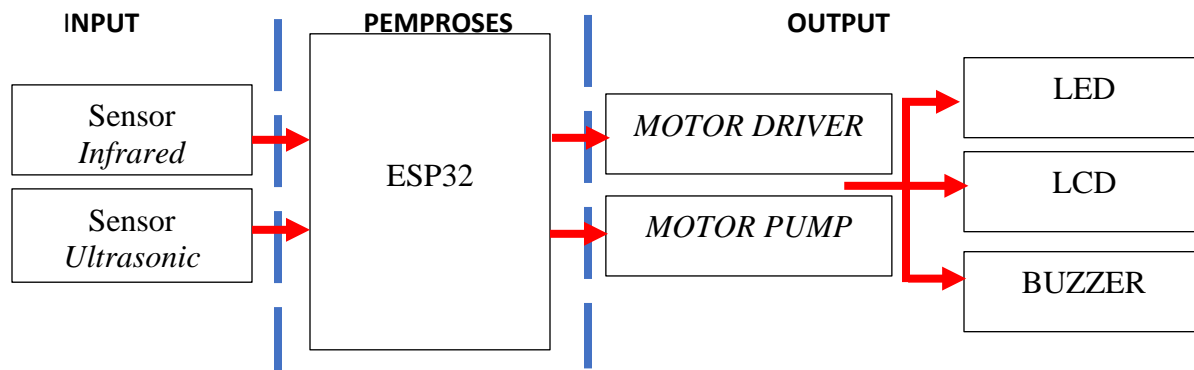 INPUT
PEMPROSES
OUTPUT
Sensor
Infrared
Sensor
Ultrasonic
ESP32
MOTOR DRIVER
MOTOR PUMP
LED
LCD
BUZZER